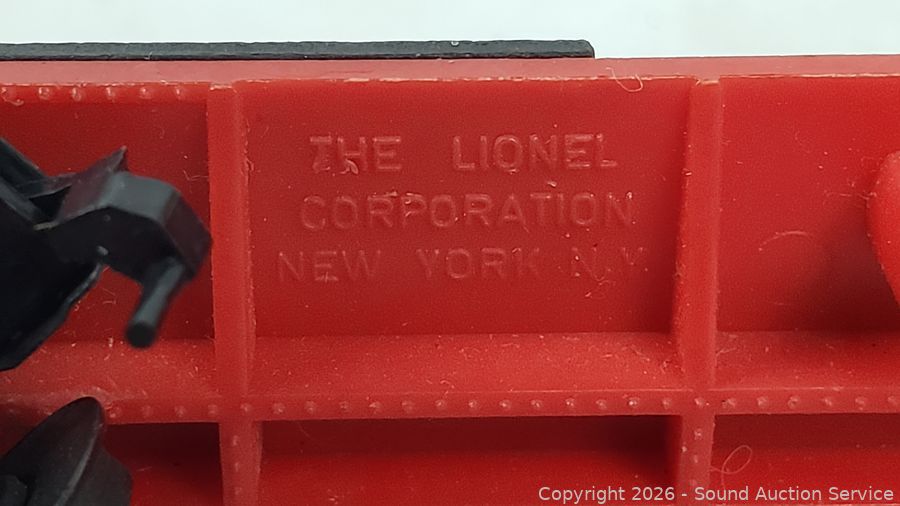 THE LIONEL
CORPORATION
NEW YORK N.Y.
Copyright 2026 - Sound Auction Service